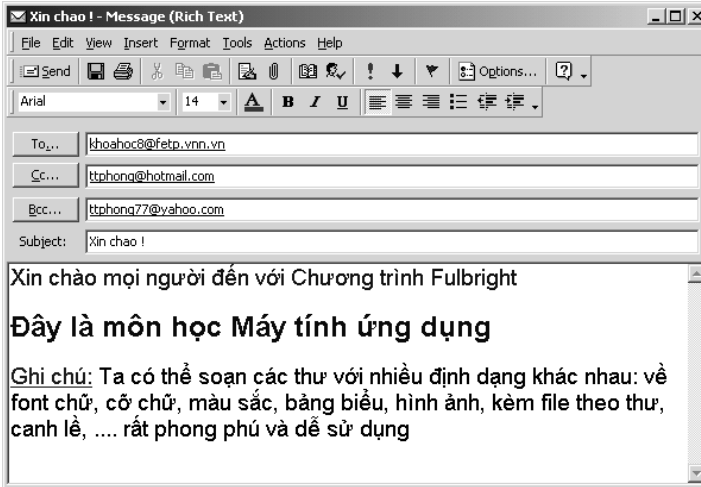 Xin chao ! - Message (Rich Text)
File Edit View Insert Format Tools Actions Help
Send Options...
Arial 14 A B I U
To... khoahoc8@fetp.vnn.vn
Cc... ttphong@hotmail.com
Bcc... ttphong77@yahoo.com
Subject: Xin chao !
Xin chào mọi người đến với Chương trình Fulbright
Đây là môn học Máy tính ứng dụng
Ghi chú: Ta có thể soạn các thư với nhiều định dạng khác nhau: về
font chữ, cỡ chữ, màu sắc, bảng biểu, hình ảnh, kèm file theo thư,
canh lề, .... rất phong phú và dễ sử dụng